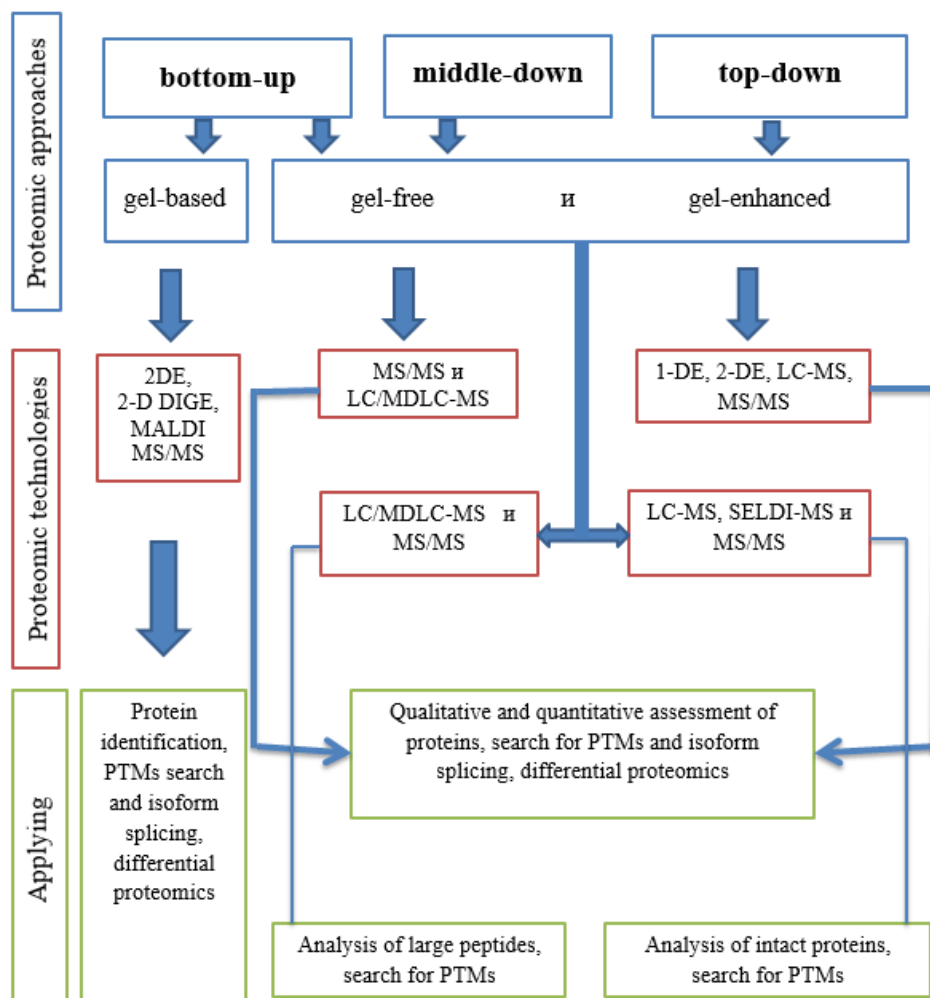 Proteomic approaches
bottom-up
middle-down
top-down
gel-based
gel-free и gel-enhanced
Proteomic technologies
2DE,
2-D DIGE,
MALDI
MS/MS
MS/MS и
LC/MDLC-MS
1-DE, 2-DE, LC-MS,
MS/MS
LC/MDLC-MS и
MS/MS
LC-MS, SELDI-MS и
MS/MS
Applying
Protein
identification,
PTMs search
and isoform
splicing,
differential
proteomics
Qualitative and quantitative assessment of
proteins, search for PTMs and isoform
splicing, differential proteomics
Analysis of large peptides,
search for PTMs
Analysis of intact proteins,
search for PTMs